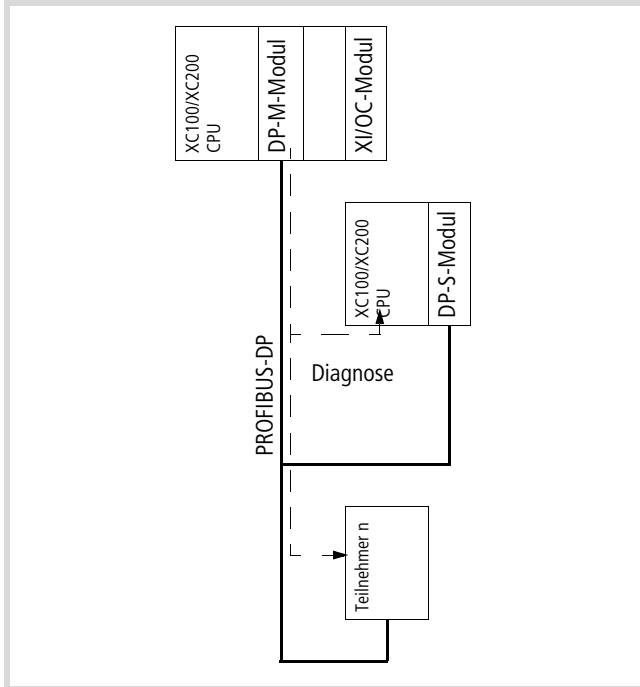 XC100/XC200
CPU
DP-M-Modul
XI/OC-Modul
XC100/XC200
CPU
DP-S-Modul
PROFIBUS-DP
Diagnose
Teilnehmer n